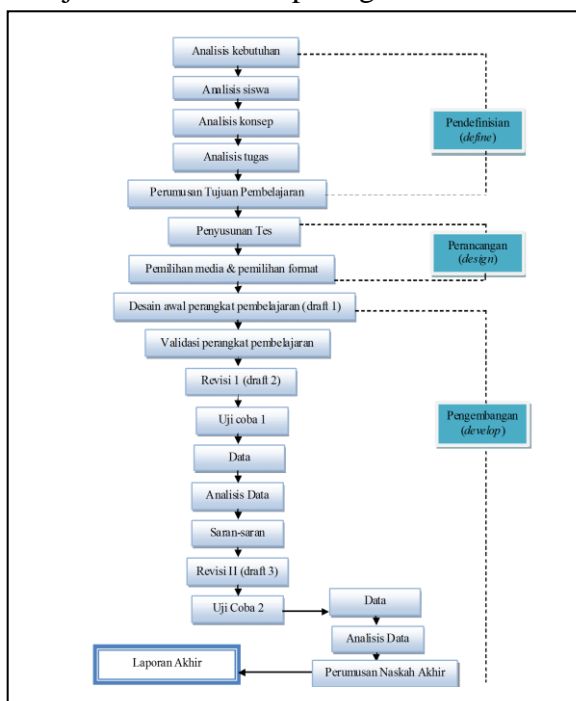 Analisis kebutuhan
Analisis siswa
Analisis konsep
Pendefinisian
(define)
Analisis tugas
Perumusan Tujuan Pembelajaran
Penyusunan Tes
Perancangan
(design)
Pemilihan media & pemilihan format
Desain awal perangkat pembelajaran (draft 1)
Validasi perangkat pembelajaran
Revisi 1 (draft 2)
Uji coba 1
Pengembangan
(develop)
Data
Analisis Data
Saran-saran
Revisi II (draft 3)
Uji Coba 2
Data
Analisis Data
Laporan Akhir
Perumusan Naskah Akhir